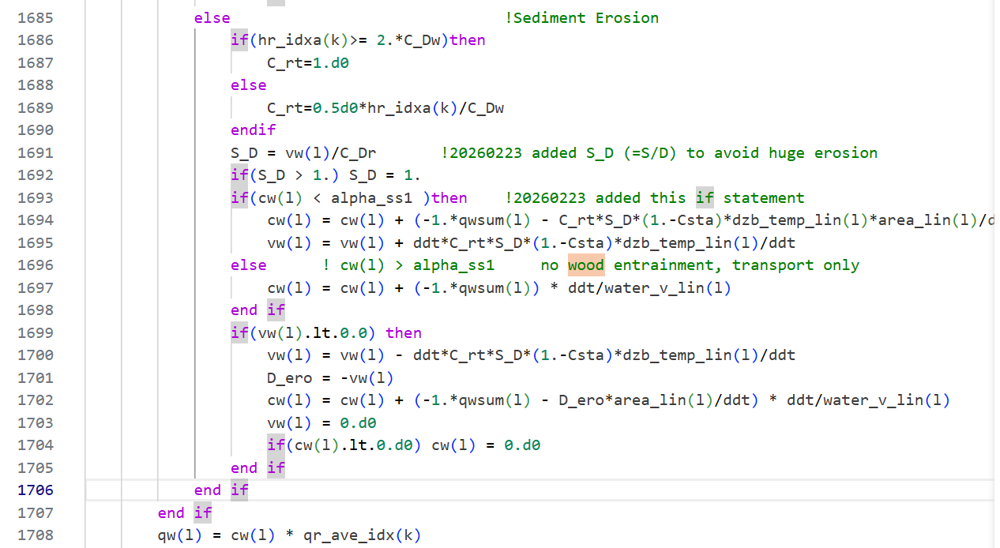 1685 else !Sediment Erosion
1686 if(hr_idxa(k)>= 2.*C_Dw)then
1687 C_rt=1.d0
1688 else
1689 C_rt=0.5d0*hr_idxa(k)/C_Dw
1690 endif
1691 S_D = vw(l)/C_Dr !20260223 added S_D (=S/D) to avoid huge erosion
1692 if(S_D > 1.) S_D = 1.
1693 if(cw(l) < alpha_ss1 )then !20260223 added this if statement
1694 cw(l) = cw(l) + (-1.*qwsum(l) - C_rt*S_D*(1.-Csta)*dzb_temp_lin(l)*area_lin(l)/d
1695 vw(l) = vw(l) + ddt*C_rt*S_D*(1.-Csta)*dzb_temp_lin(l)/ddt
1696 else ! cw(l) > alpha_ss1 no wood entrainment, transport only
1697 cw(l) = cw(l) + (-1.*qwsum(l)) * ddt/water_v_lin(l)
1698 end if
1699 if(vw(l).lt.0.0) then
1700 vw(l) = vw(l) - ddt*C_rt*S_D*(1.-Csta)*dzb_temp_lin(l)/ddt
1701 D_ero = -vw(l)
1702 cw(l) = cw(l) + (-1.*qwsum(l) - D_ero*area_lin(l)/ddt) * ddt/water_v_lin(l)
1703 vw(l) = 0.d0
1704 if(cw(l).lt.0.d0) cw(l) = 0.d0
1705 end if
1706 end if
1707 end if
1708 qw(l) = cw(l) * qr_ave_idx(k)